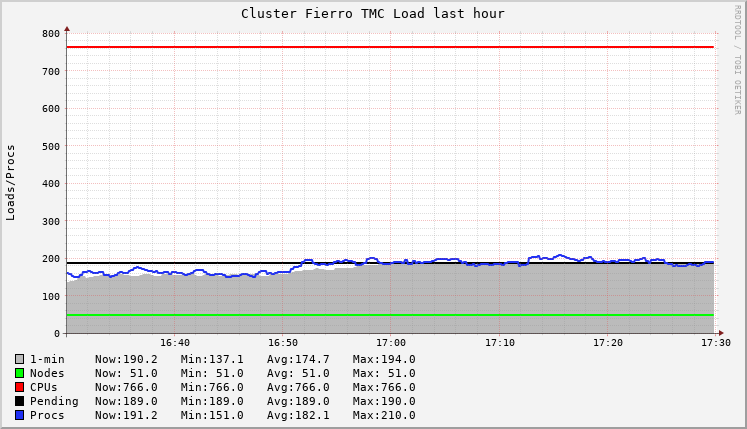 Cluster Fierro TMC Load last hour
RRDTOOL / TOBI OETIKER
Loads/Procs
800
700
600
500
400
300
200
100
0
16:40 16:50 17:00 17:10 17:20 17:30
1-min Now:190.2 Min:137.1 Avg:174.7 Max:194.0
Nodes Now: 51.0 Min: 51.0 Avg: 51.0 Max: 51.0
CPUs Now:766.0 Min:766.0 Avg:766.0 Max:766.0
Pending Now:189.0 Min:189.0 Avg:189.0 Max:190.0
Procs Now:191.2 Min:151.0 Avg:182.1 Max:210.0